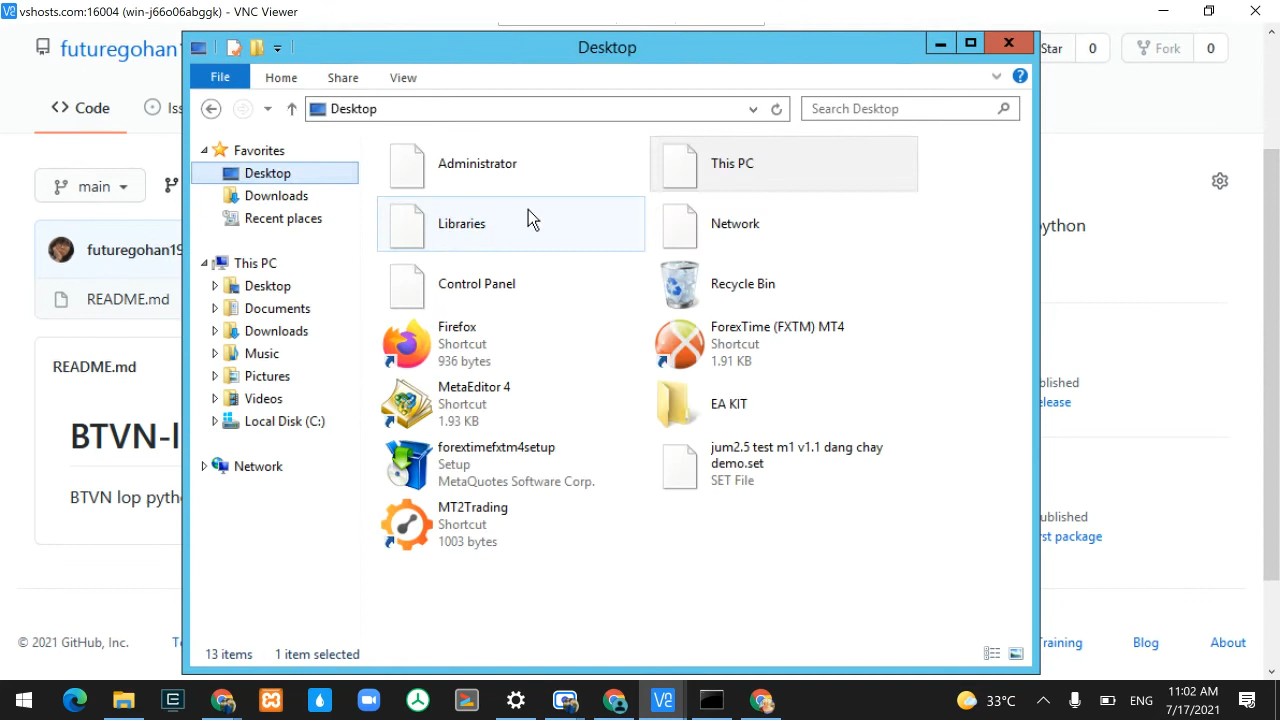 vshosts.com:16004 (win-j66o06abggk) - VNC Viewer
futuregohan1
Star 0
Fork 0
Code
Iss
main
futuregohan19
README.md
README.md
BTVN-l
BTVN lop pyth
ython
ublished
elease
ublished
rst package
© 2021 GitHub, Inc.
Te
Training
Blog
About
Desktop
File
Home
Share
View
Desktop
Search Desktop
Favorites
Desktop
Downloads
Recent places
This PC
Desktop
Documents
Downloads
Music
Pictures
Videos
Local Disk (C:)
Network
Administrator
This PC
Libraries
Network
Control Panel
Recycle Bin
Firefox
Shortcut
936 bytes
ForexTime (FXTM) MT4
Shortcut
1.91 KB
MetaEditor 4
Shortcut
1.93 KB
EA KIT
forextimefxtm4setup
Setup
MetaQuotes Software Corp.
jum2.5 test m1 v1.1 dang chay
demo.set
SET File
MT2Trading
Shortcut
1003 bytes
13 items
1 item selected
33°C
ENG
11:02 AM
7/17/2021